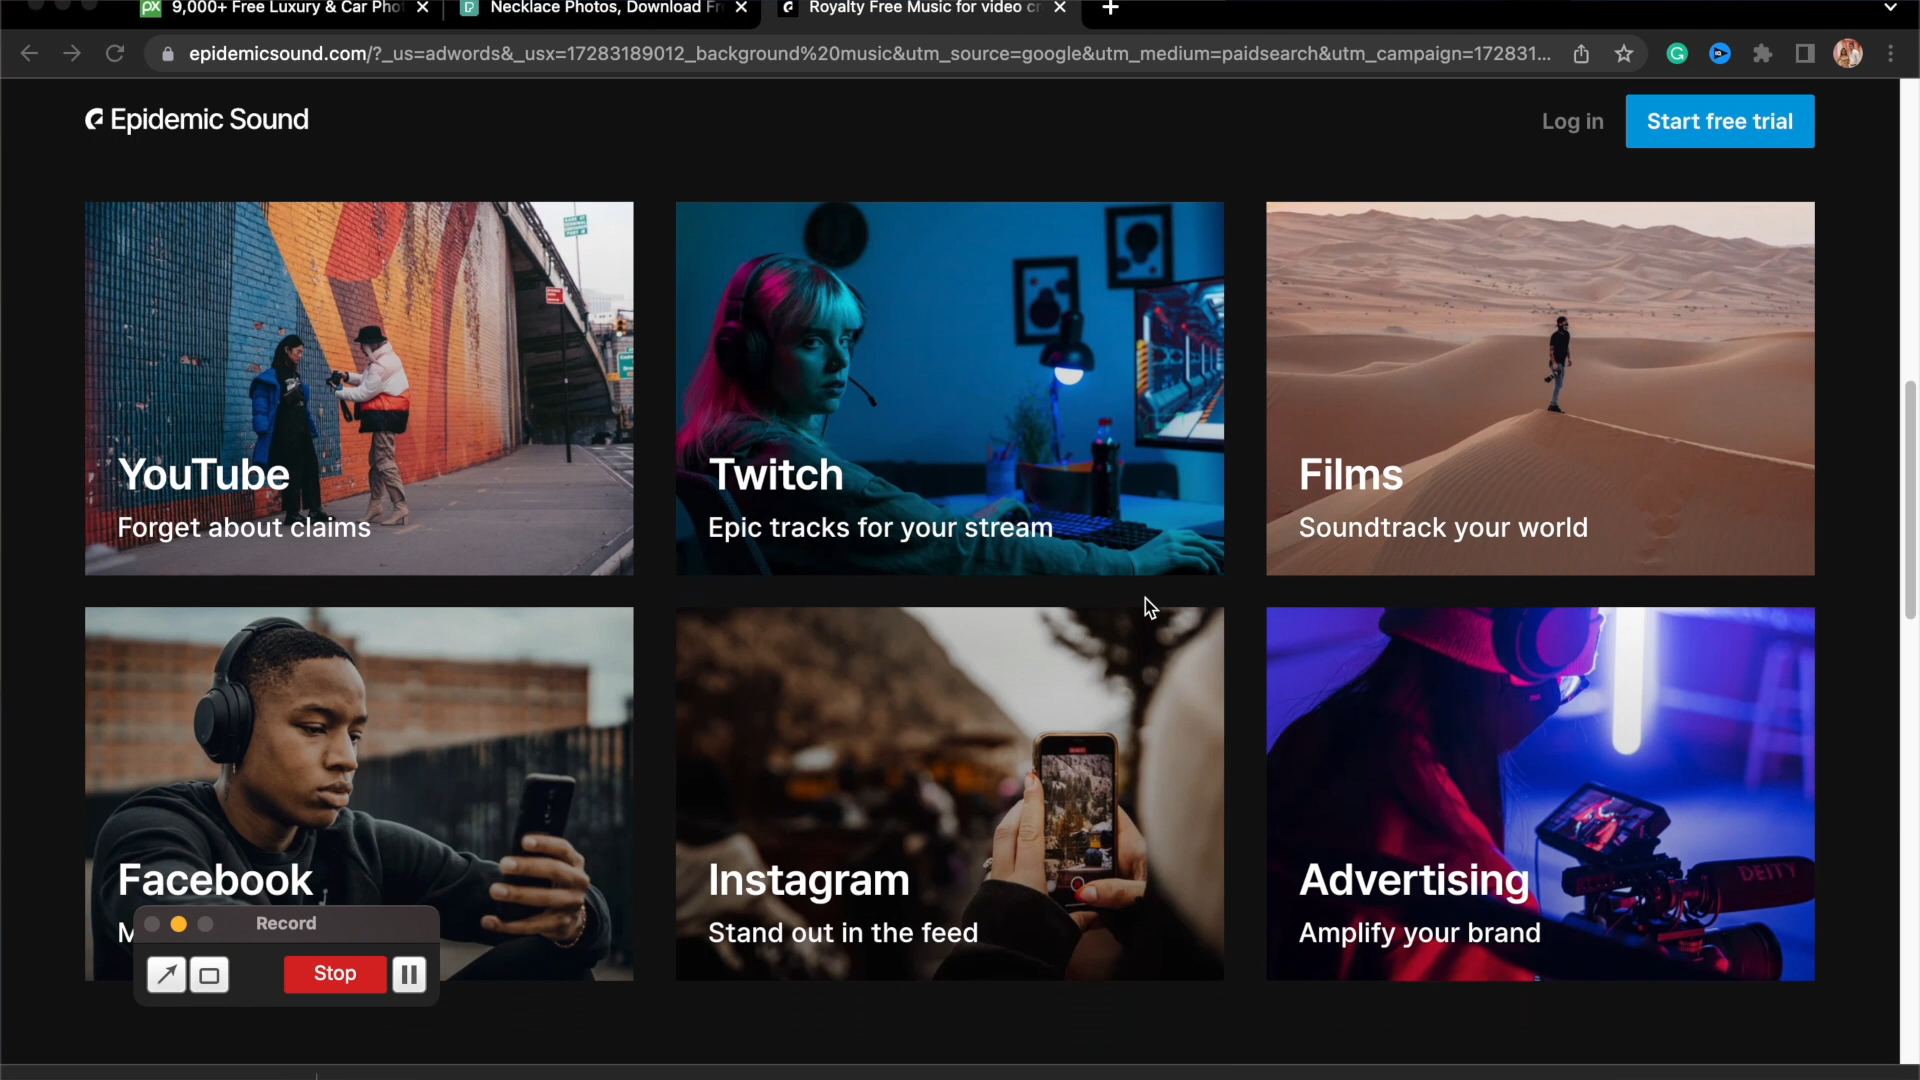 9,000+ Free Luxury & Car Phot
Necklace Photos, Download Fr
Royalty Free Music for video cr
epidemicsound.com/?_us=adwords&_usx=17283189012_background%20music&utm_source=google&utm_medium=paidsearch&utm_campaign=172831...
Epidemic Sound
Log in
Start free trial
YouTube
Forget about claims
Twitch
Epic tracks for your stream
Films
Soundtrack your world
Facebook
M
Instagram
Stand out in the feed
Advertising
Amplify your brand
DEITY
Record
Stop